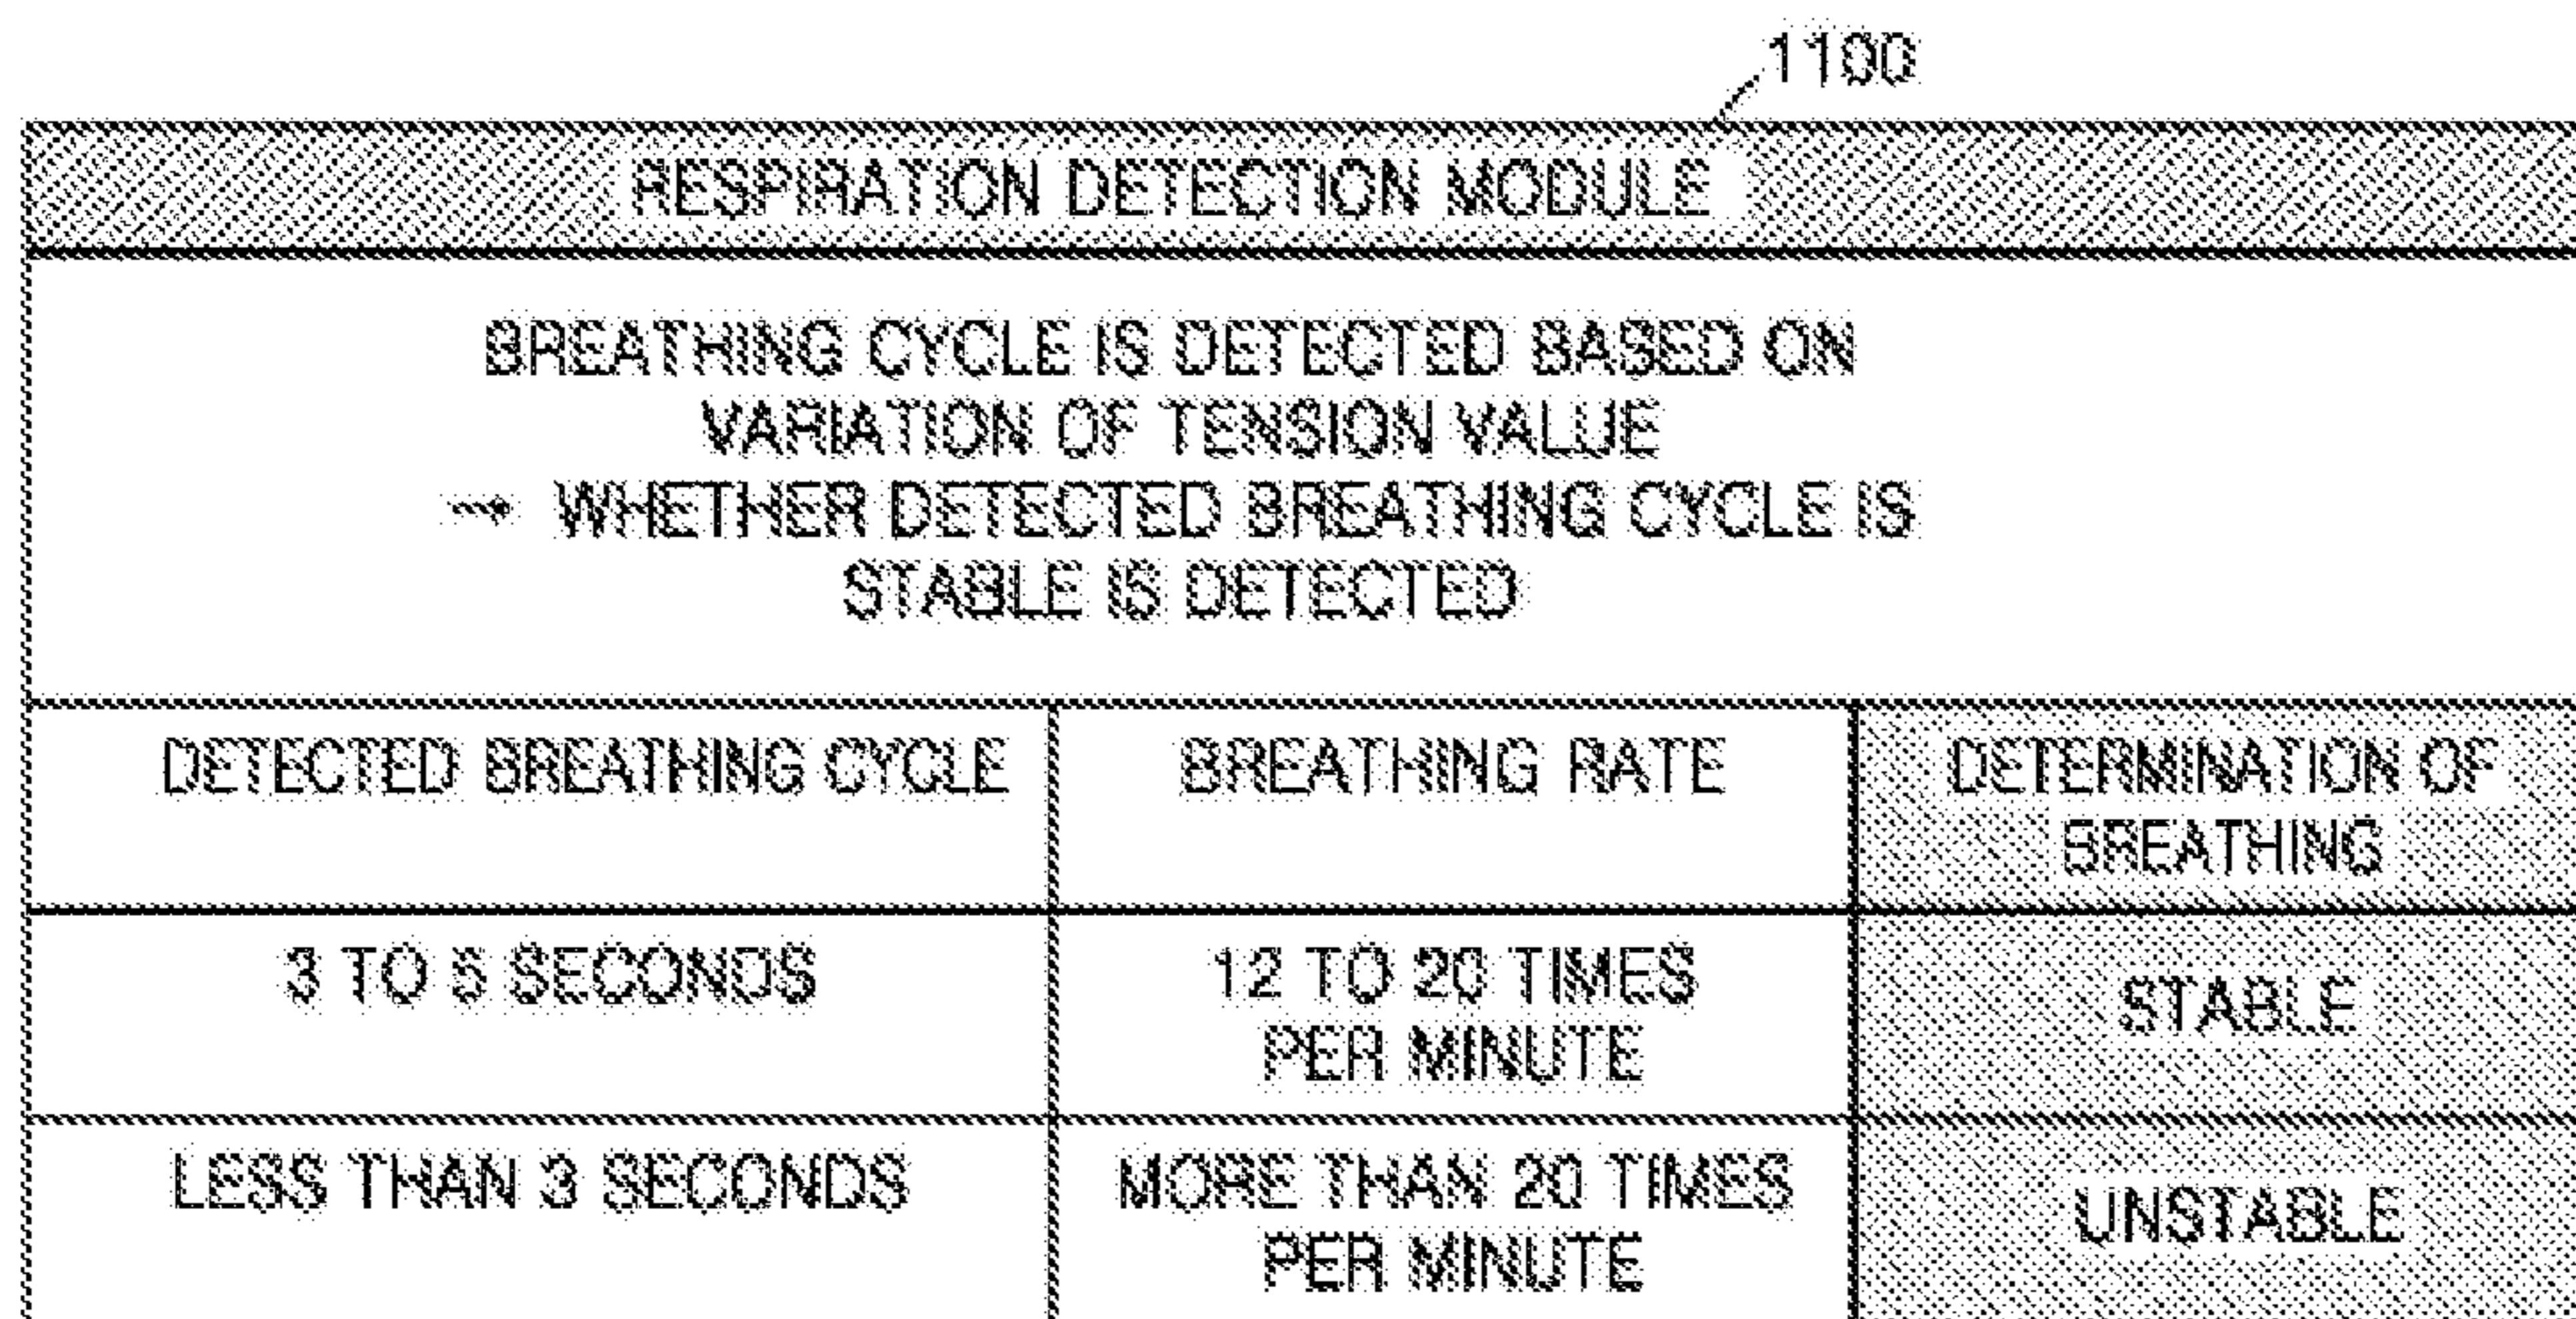 1100
RESPIRATION DETECTION MODULE
BREATHING CYCLE IS DETECTED BASED ON
VARIATION OF TENSION VALUE
→ WHETHER DETECTED BREATHING CYCLE IS
STABLE IS DETECTED
DETECTED BREATHING CYCLE
BREATHING RATE
DETERMINATION OF
BREATHING
3 TO 5 SECONDS
12 TO 20 TIMES
PER MINUTE
STABLE
LESS THAN 3 SECONDS
MORE THAN 20 TIMES
PER MINUTE
UNSTABLE